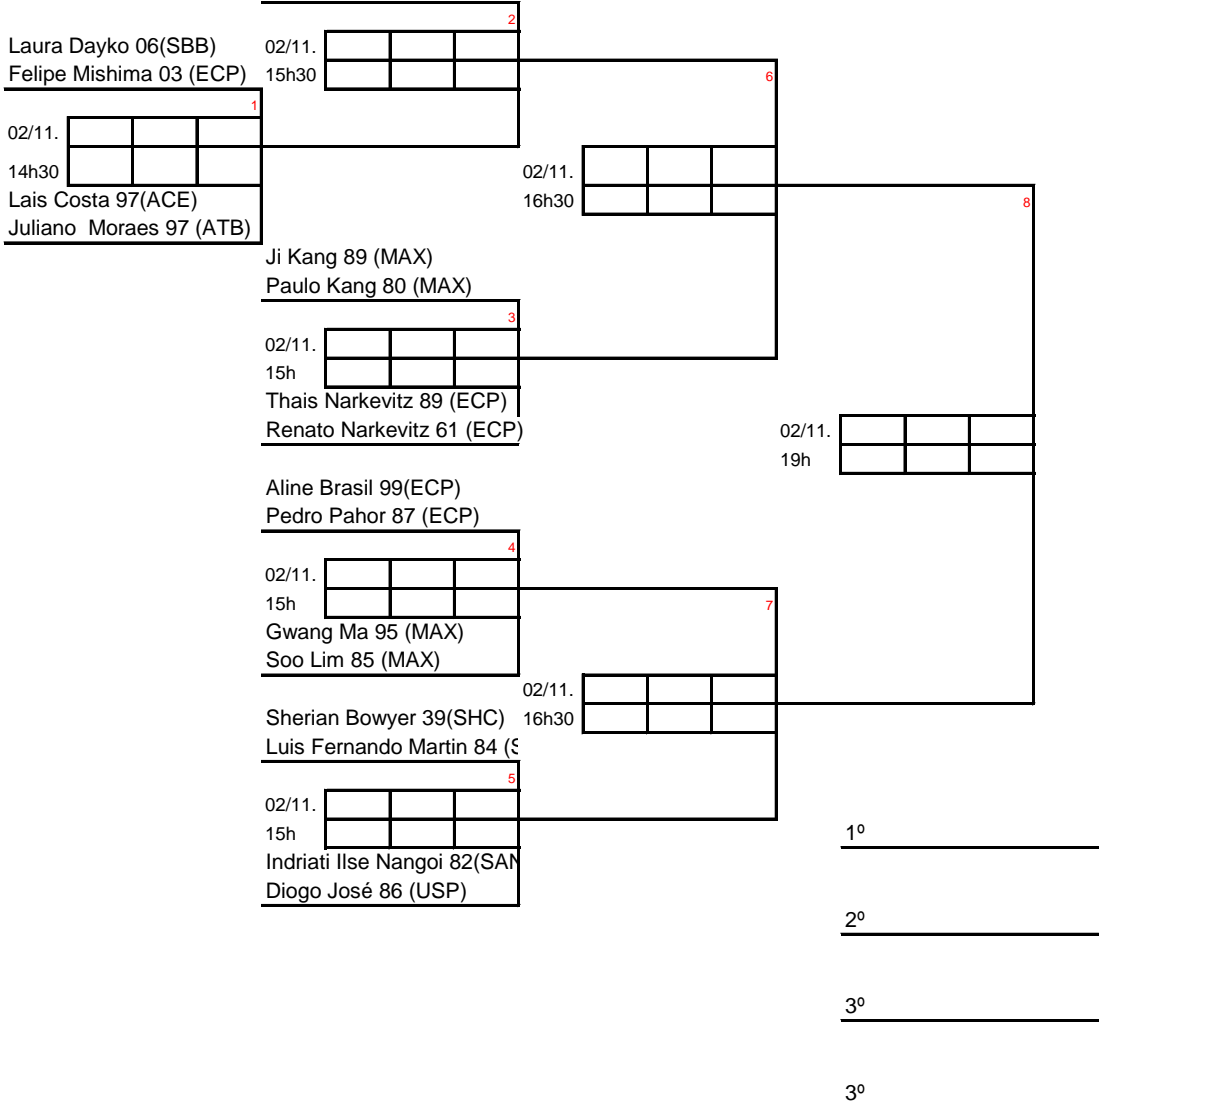 2
Laura Dayko 06(SBB)
02/11.
Felipe Mishima 03 (ECP)
15h30
6
1
02/11.
14h30
02/11.
Lais Costa 97(ACE)
16h30
8
Juliano  Moraes 97 (ATB)
Ji Kang 89 (MAX)
Paulo Kang 80 (MAX)
3
02/11.
15h
Thais Narkevitz 89 (ECP)
Renato Narkevitz 61 (ECP)
02/11.
19h
Aline Brasil 99(ECP)
Pedro Pahor 87 (ECP)
4
02/11.
15h
7
Gwang Ma 95 (MAX)
Soo Lim 85 (MAX)
02/11.
Sherian Bowyer 39(SHC)
16h30
Luis Fernando Martin 84 (S
5
02/11.
15h
1º
Indriati Ilse Nangoi 82(SAN
Diogo José 86 (USP)
2º
3º
3º